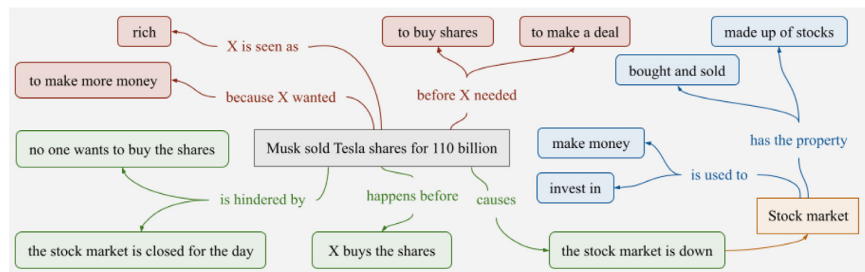 rich
to buy shares
to make a deal
made up of stocks
X is seen as
bought and sold
to make more money
because X wanted
before X needed
no one wants to buy the shares
Musk sold Tesla shares for 110 billion
make money
has the property
is used to
is hindered by
happens before
causes
invest in
Stock market
the stock market is closed for the day
X buys the shares
the stock market is down